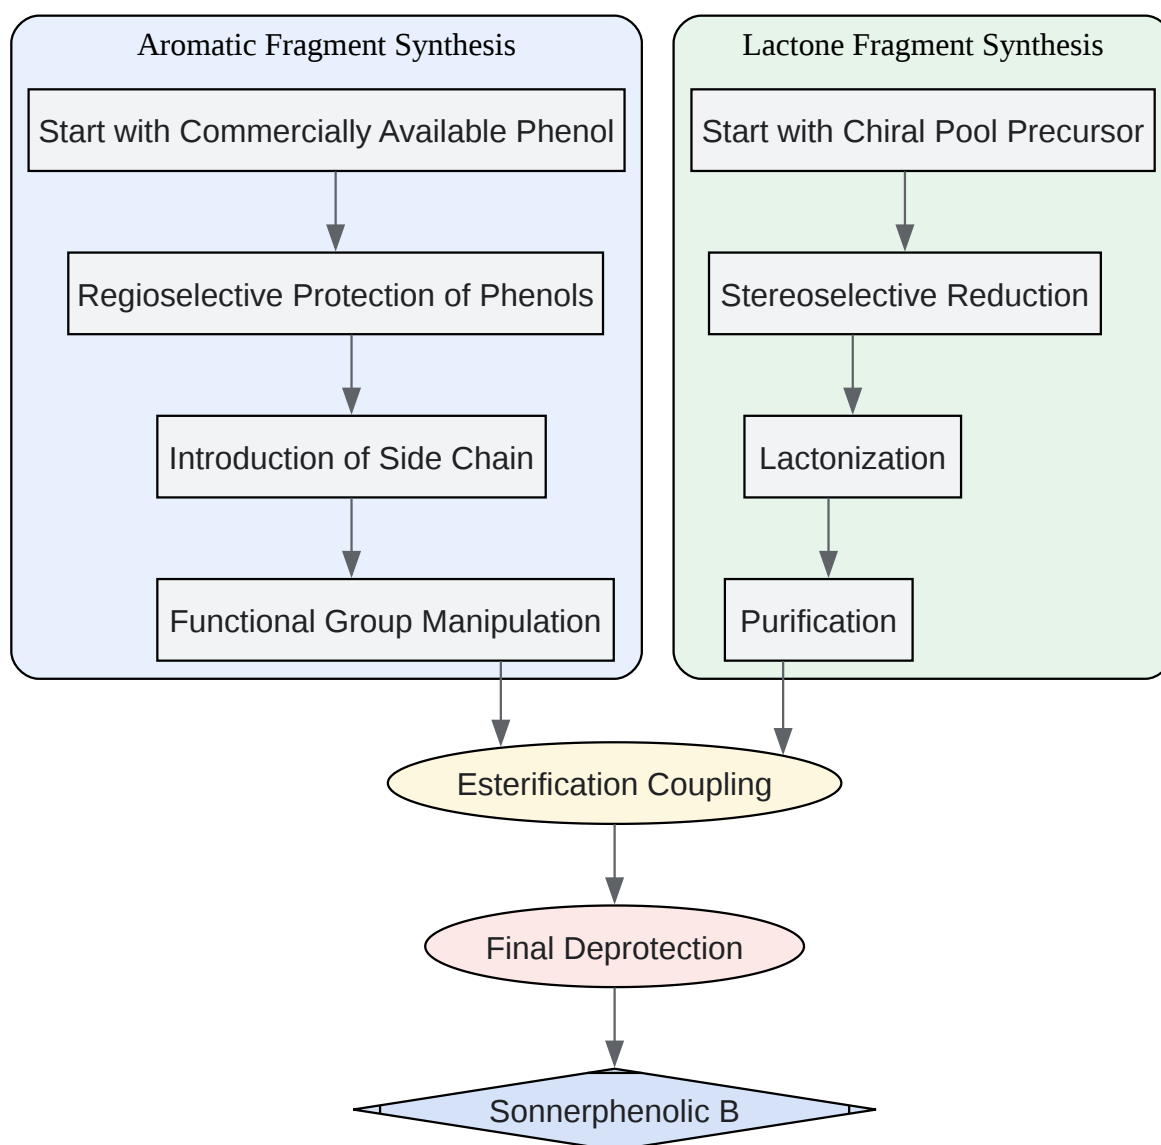 Aromatic Fragment Synthesis
Start with Commercially Available Phenol
Regioselective Protection of Phenols
Introduction of Side Chain
Functional Group Manipulation
Lactone Fragment Synthesis
Start with Chiral Pool Precursor
Stereoselective Reduction
Lactonization
Purification
Esterification Coupling
Final Deprotection
Sonnerphenolic B